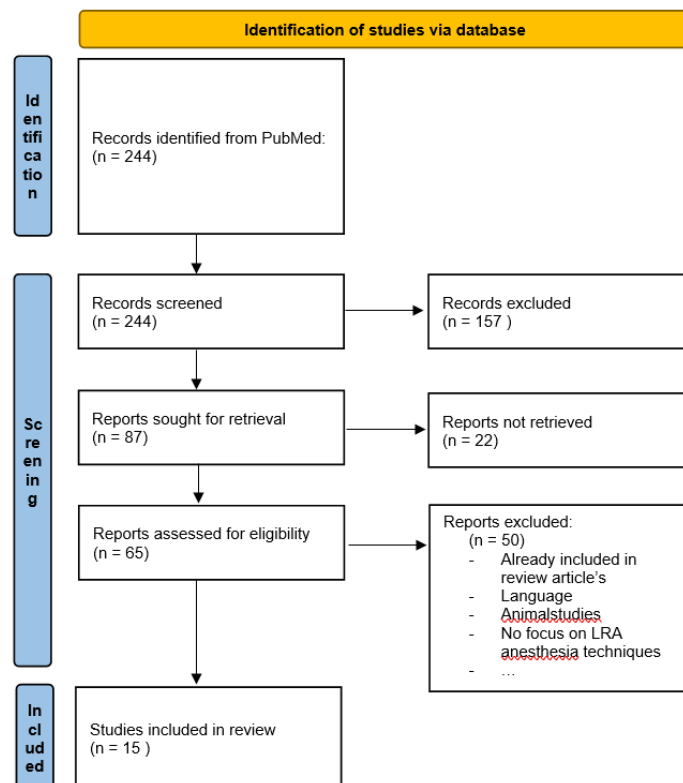 Identification of studies via database
Id
en
tifi
ca
tio
n
Records identified from PubMed:
(n = 244)
Sc
re
en
in
g
Records screened
(n = 244)
Records excluded
(n = 157 )
Reports sought for retrieval
(n = 87)
Reports not retrieved
(n = 22)
Reports assessed for eligibility
(n = 65)
Reports excluded:
(n = 50)
- Already included in
review article's
- Language
- Animalstudies
- No focus on LRA
anesthesia techniques
- ...
In
cl
ud
ed
Studies included in review
(n = 15 )